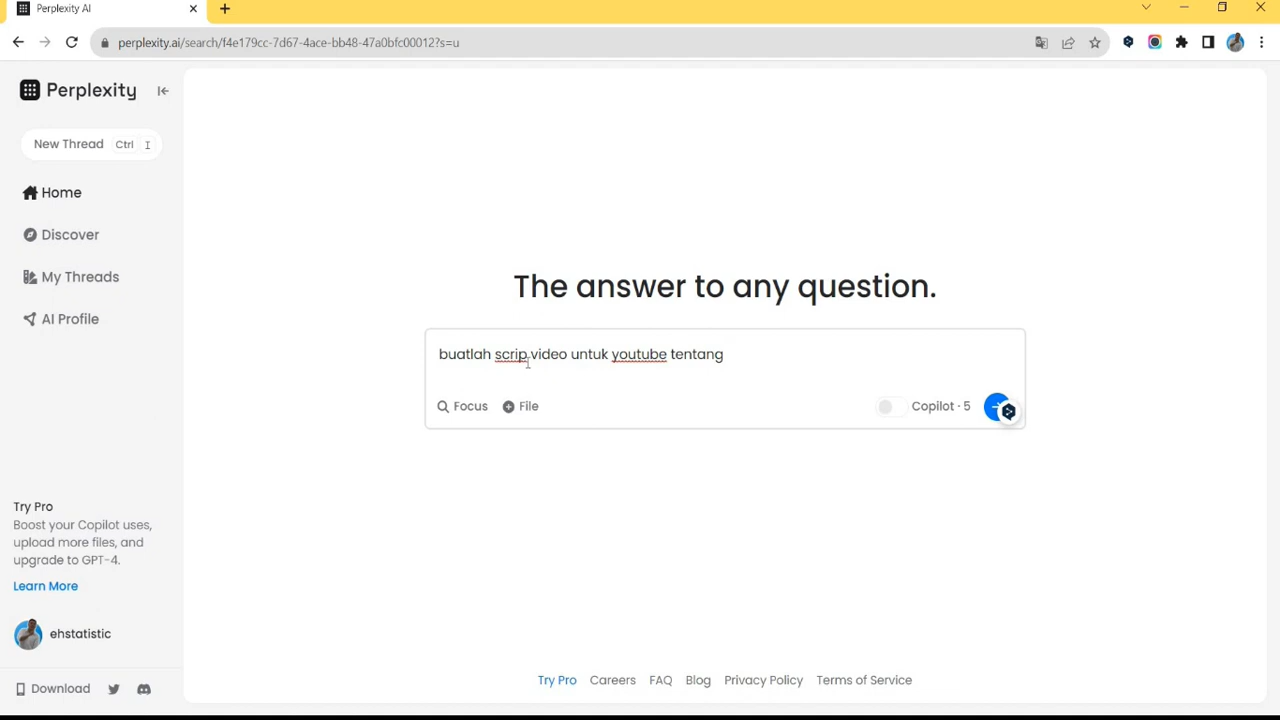 Perplexity AI
perplexity.ai/search/f4e179cc-7d67-4ace-bb48-47a0bfc00012?s=u
Perplexity
New Thread Ctrl I
Home
Discover
My Threads
AI Profile
The answer to any question.
buatlah scrip video untuk youtube tentang
Focus File Copilot · 5
Try Pro
Boost your Copilot uses,
upload more files, and
upgrade to GPT-4.
Learn More
ehstatistic
Download
Try Pro Careers FAQ Blog Privacy Policy Terms of Service